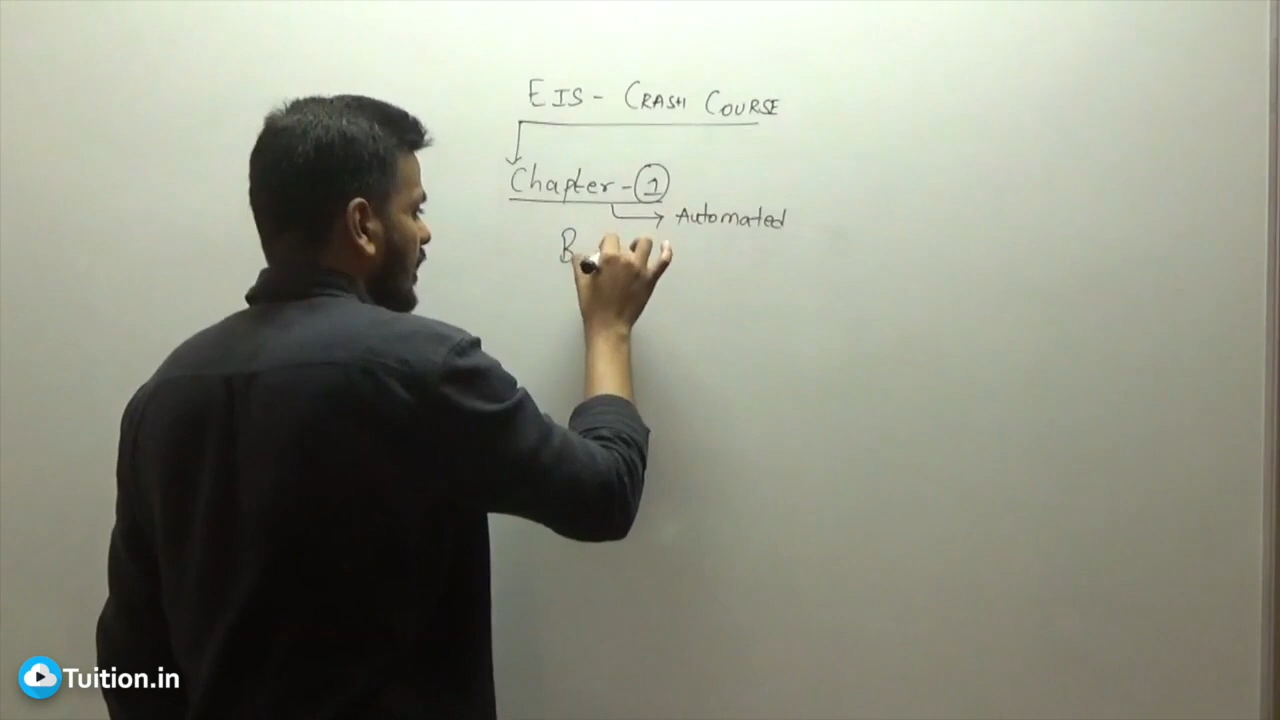 EIS - CRASH COURSE
Chapter - 1
Automated
B
Tuition.in